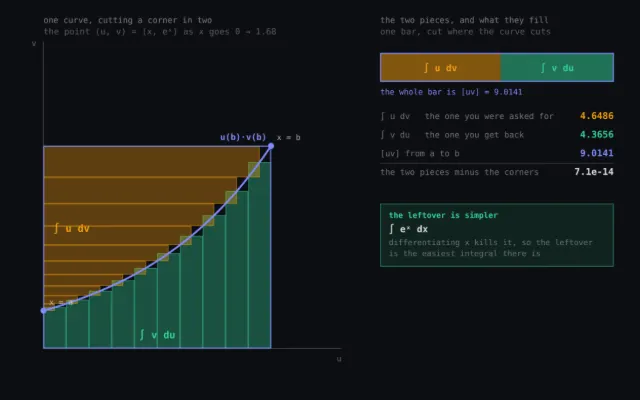 one curve, cutting a corner in two
the point (u, v) = (x, eˣ) as x goes 0 → 1.68
v
u(b)·v(b)
x = b
∫ u dv
x = a
∫ v du
u
the two pieces, and what they fill
one bar, cut where the curve cuts
∫ u dv
∫ v du
the whole bar is [uv] = 9.0141
∫ u dv the one you were asked for 4.6486
∫ v du the one you get back 4.3656
[uv] from a to b 9.0141
the two pieces minus the corners 7.1e-14
the leftover is simpler
∫ eˣ dx
differentiating x kills it, so the leftover
is the easiest integral there is